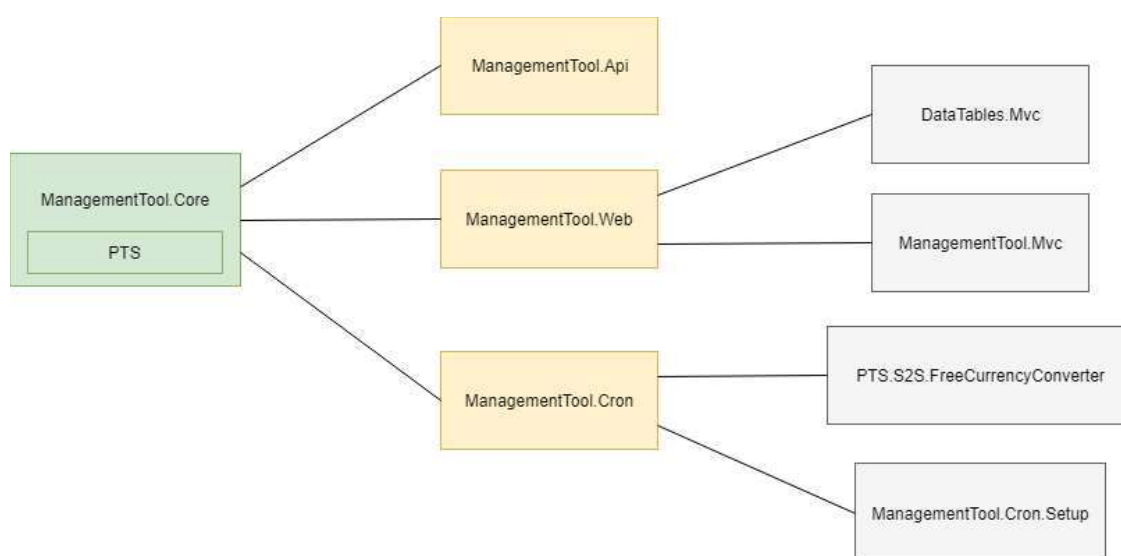 ManagementTool.Api
DataTables.Mvc
ManagementTool.Core
PTS
ManagementTool.Web
ManagementTool.Mvc
ManagementTool.Cron
PTS.S2S.FreeCurrencyConverter
ManagementTool.Cron.Setup